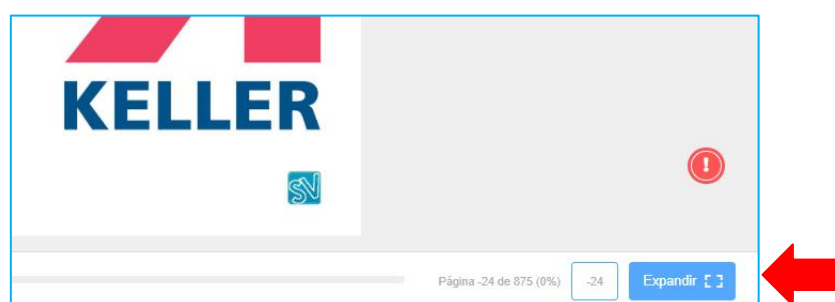 KELLER
SV
!
Página -24 de 875 (0%)
-24
Expandir